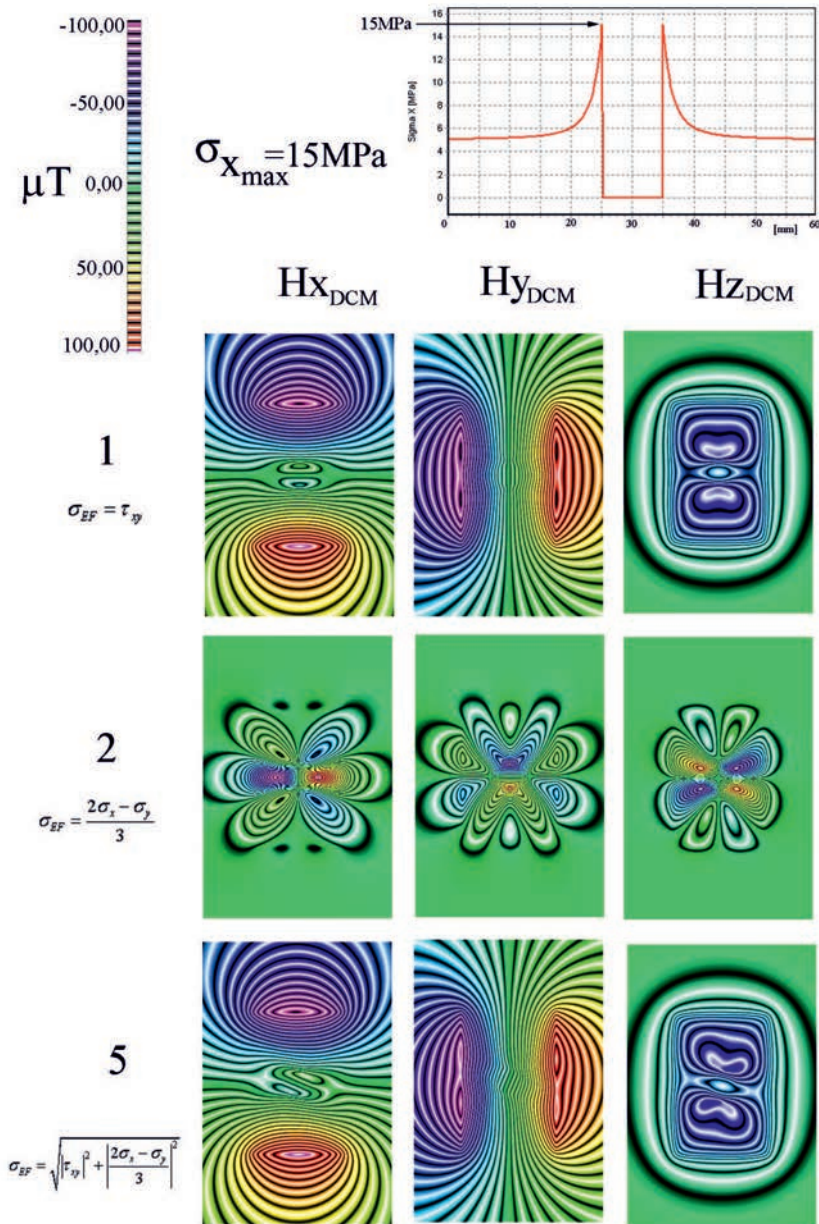 -100,00
-50,00
0,00
50,00
100,00
μT
σXmax=15MPa
15MPa
Sigma X [MPa]
16
14
12
10
8
6
4
2
0
0 10 20 30 40 50 60
[mm]
HxDCM HyDCM HzDCM
1
σEF = τxy
2
σEF = (2σx − σy)/3
5
σEF = √(|τxy|² + |(2σx − σy)/3|²)